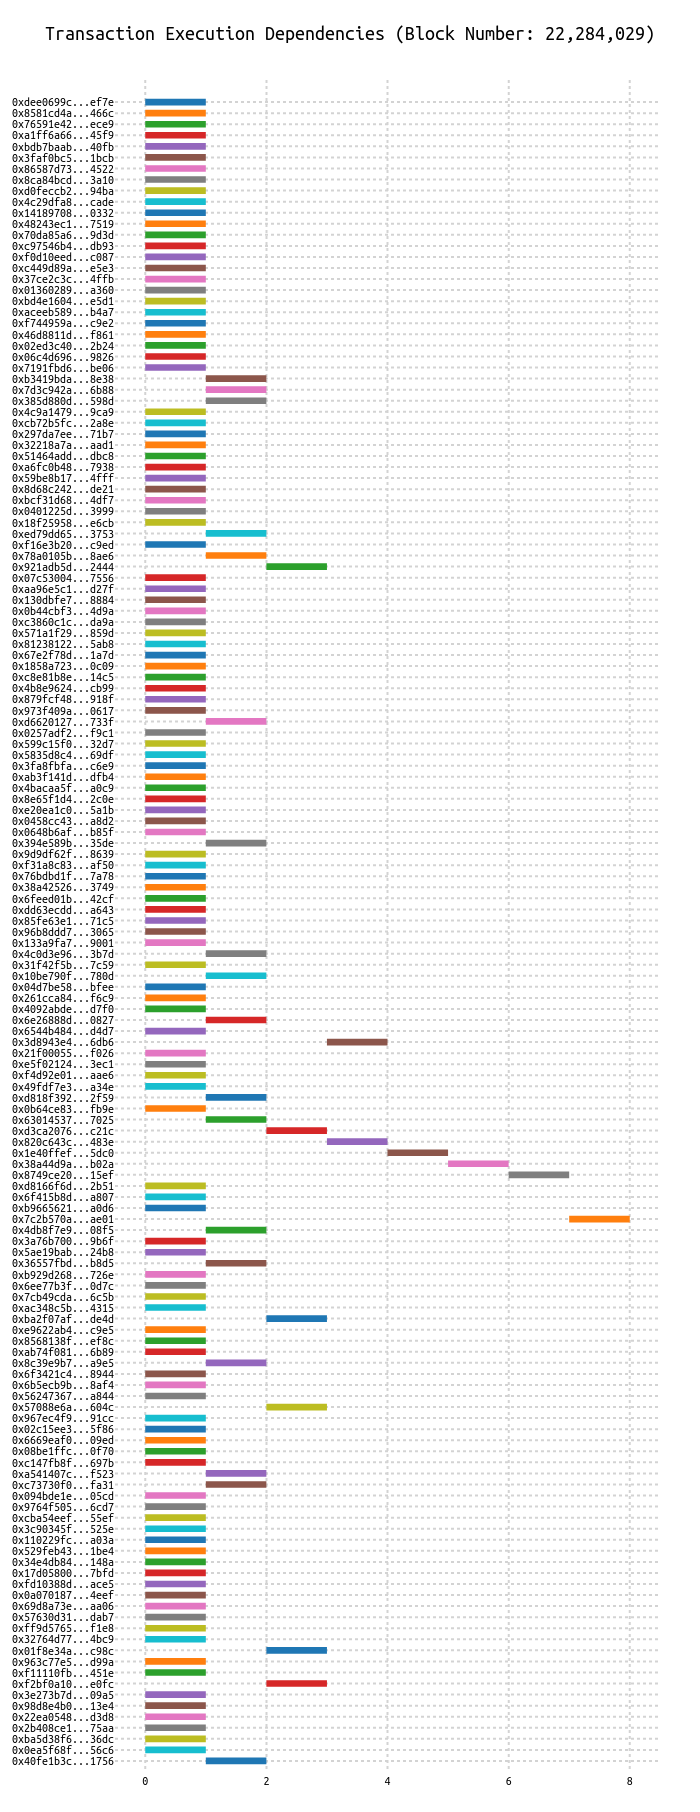 Transaction Execution Dependencies (Block Number: 22,284,029)
0xdee0699c...ef7e
0x8581cd4a...466c
0x76591e42...ece9
0xa1ff6a66...45f9
0xbdb7baab...40fb
0x3faf0bc5...1bcb
0x86587d73...4522
0x8ca84bcd...3a10
0xd0feccb2...94ba
0x4c29dfa8...cade
0x14189708...0332
0x48243ec1...7519
0x70da85a6...9d3d
0xc97546b4...db93
0xf0d10eed...c087
0xc449d89a...e5e3
0x37ce2c3c...4ffb
0x01360289...a360
0xbd4e1604...e5d1
0xaceeb589...b4a7
0xf744959a...c9e2
0x46d8811d...f861
0x02ed3c40...2b24
0x06c4d696...9826
0x7191fbd6...be06
0xb3419bda...8e38
0x7d3c942a...6b88
0x385d880d...598d
0x4c9a1479...9ca9
0xcb72b5fc...2a8e
0x297da7ee...71b7
0x32218a7a...aad1
0x51464add...dbc8
0xa6fc0b48...7938
0x59be8b17...4fff
0x8d68c242...de21
0xbcf31d68...4df7
0x0401225d...3999
0x18f25958...e6cb
0xed79dd65...3753
0xf16e3b20...c9ed
0x78a0105b...8ae6
0x921adb5d...2444
0x07c53004...7556
0xaa96e5c1...d27f
0x130dbfe7...8884
0x0b44cbf3...4d9a
0xc3860c1c...da9a
0x571a1f29...859d
0x81238122...5ab8
0x67e2f78d...1a7d
0x1858a723...0c09
0xc8e81b8e...14c5
0x4b8e9624...cb99
0x879fcf48...918f
0x973f409a...0617
0xd6620127...733f
0x0257adf2...f9c1
0x599c15f0...32d7
0x5835d8c4...69df
0x3fa8fbfa...c6e9
0xab3f141d...dfb4
0x4bacaa5f...a0c9
0x8e65f1d4...2c0e
0xe20ea1c0...5a1b
0x0458cc43...a8d2
0x0648b6af...b85f
0x394e589b...35de
0x9d9df62f...8639
0xf31a8c83...af50
0x76bdbd1f...7a78
0x38a42526...3749
0x6feed01b...42cf
0xdd63ecdd...a643
0x85fe63e1...71c5
0x96b8ddd7...3065
0x133a9fa7...9001
0x4c0d3e96...3b7d
0x31f42f5b...7c59
0x10be790f...780d
0x04d7be58...bfee
0x261cca84...f6c9
0x4092abde...d7f0
0x6e26888d...0827
0x6544b484...d4d7
0x3d8943e4...6db6
0x21f00055...f026
0xe5f02124...3ec1
0xf4d92e01...aae6
0x49fdf7e3...a34e
0xd818f392...2f59
0x0b64ce83...fb9e
0x63014537...7025
0xd3ca2076...c21c
0x820c643c...483e
0x1e40ffef...5dc0
0x38a44d9a...b02a
0x8749ce20...15ef
0xd8166f6d...2b51
0x6f415b8d...a807
0xb9665621...a0d6
0x7c2b570a...ae01
0x4db8f7e9...08f5
0x3a76b700...9b6f
0x5ae19bab...24b8
0x36557fbd...b8d5
0xb929d268...726e
0x6ee77b3f...0d7c
0x7cb49cda...6c5b
0xac348c5b...4315
0xba2f07af...de4d
0xe9622ab4...c9e5
0x8568138f...ef8c
0xab74f081...6b89
0x8c39e9b7...a9e5
0x6f3421c4...8944
0x6b5ecb9b...8af4
0x56247367...a844
0x57088e6a...604c
0x967ec4f9...91cc
0x02c15ee3...5f86
0x6669eaf0...09ed
0x08be1ffc...0f70
0xc147fb8f...697b
0xa541407c...f523
0xc73730f0...fa31
0x094bde1e...05cd
0x9764f505...6cd7
0xcba54eef...55ef
0x3c90345f...525e
0x110229fc...a03a
0x529feb43...1be4
0x34e4db84...148a
0x17d05800...7bfd
0xfd10388d...ace5
0x0a070187...4eef
0x69d8a73e...aa06
0x57630d31...dab7
0xff9d5765...f1e8
0x32764d77...4bc9
0x01f8e34a...c98c
0x963c77e5...d99a
0xf11110fb...451e
0xf2bf0a10...e0fc
0x3e273b7d...09a5
0x98d8e4b0...13e4
0x22ea0548...d3d8
0x2b408ce1...75aa
0xba5d38f6...36dc
0x0ea5f68f...56c6
0x40fe1b3c...1756
0 2 4 6 8